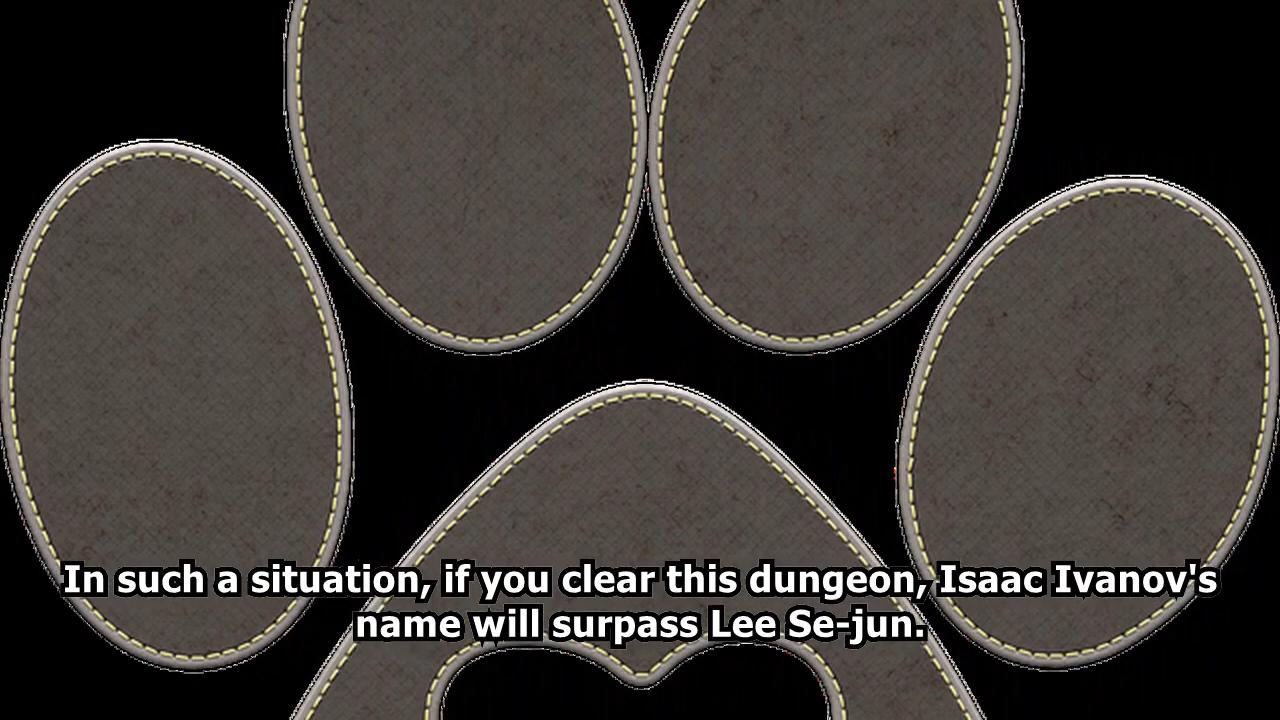 In such a situation, if you clear this dungeon, Isaac Ivanov's
name will surpass Lee Se-jun.